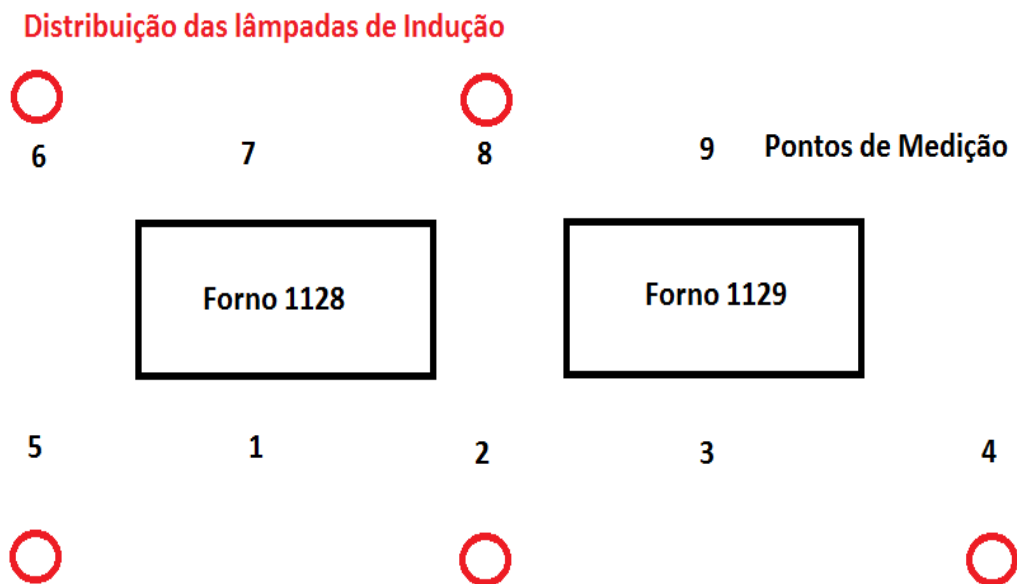 Distribuição das lâmpadas de Indução
6 7 8 9 Pontos de Medição
Forno 1128 Forno 1129
5 1 2 3 4